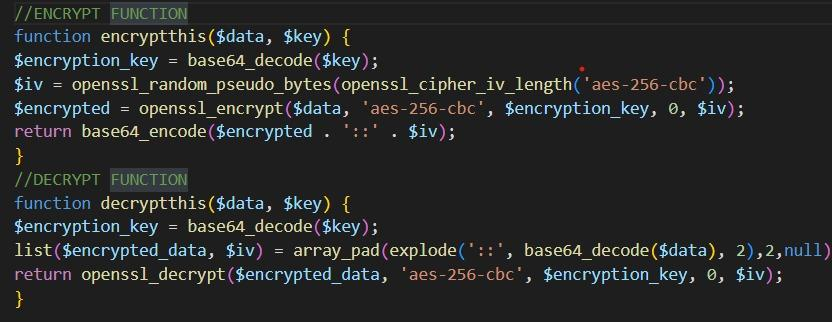 //ENCRYPT FUNCTION
function encryptthis($data, $key) {
$encryption_key = base64_decode($key);
$iv = openssl_random_pseudo_bytes(openssl_cipher_iv_length('aes-256-cbc'));
$encrypted = openssl_encrypt($data, 'aes-256-cbc', $encryption_key, 0, $iv);
return base64_encode($encrypted . '::' . $iv);
}
//DECRYPT FUNCTION
function decryptthis($data, $key) {
$encryption_key = base64_decode($key);
list($encrypted_data, $iv) = array_pad(explode('::', base64_decode($data), 2),2,null)
return openssl_decrypt($encrypted_data, 'aes-256-cbc', $encryption_key, 0, $iv);
}